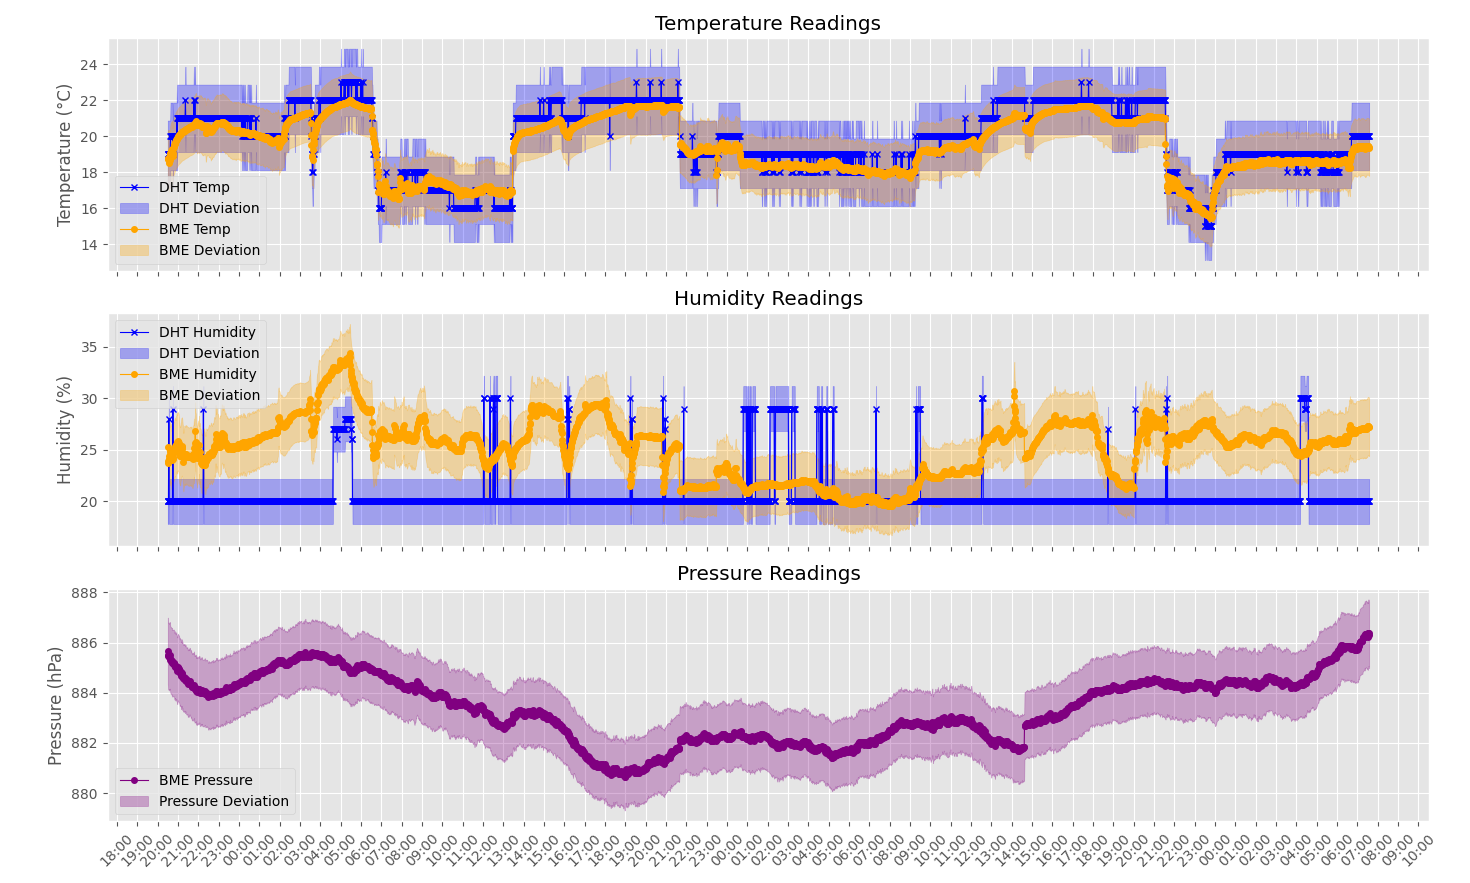 Temperature Readings
Temperature (°C)
24
22
20
18
16
14
DHT Temp
DHT Deviation
BME Temp
BME Deviation
Humidity Readings
Humidity (%)
35
30
25
20
DHT Humidity
DHT Deviation
BME Humidity
BME Deviation
Pressure Readings
Pressure (hPa)
888
886
884
882
880
BME Pressure
Pressure Deviation
18:00 19:00 20:00 21:00 22:00 23:00 00:00 01:00 02:00 03:00 04:00 05:00 06:00 07:00 08:00 09:00 10:00 11:00 12:00 13:00 14:00 15:00 16:00 17:00 18:00 19:00 20:00 21:00 22:00 23:00 00:00 01:00 02:00 03:00 04:00 05:00 06:00 07:00 08:00 09:00 10:00 11:00 12:00 13:00 14:00 15:00 16:00 17:00 18:00 19:00 20:00 21:00 22:00 23:00 00:00 01:00 02:00 03:00 04:00 05:00 06:00 07:00 08:00 09:00 10:00